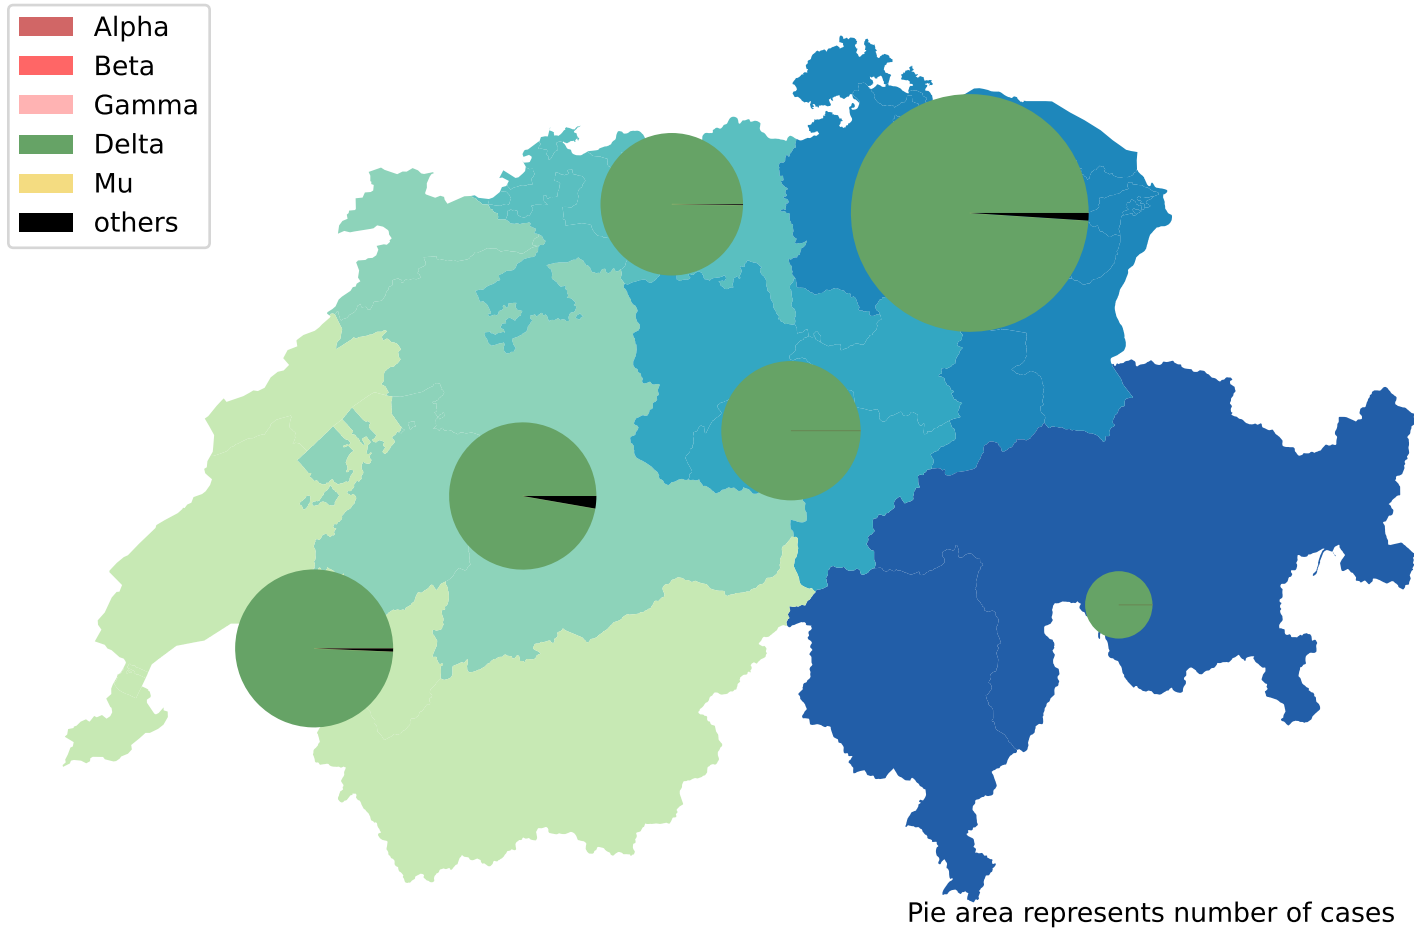 Alpha
Beta
Gamma
Delta
Mu
others
Pie area represents number of cases